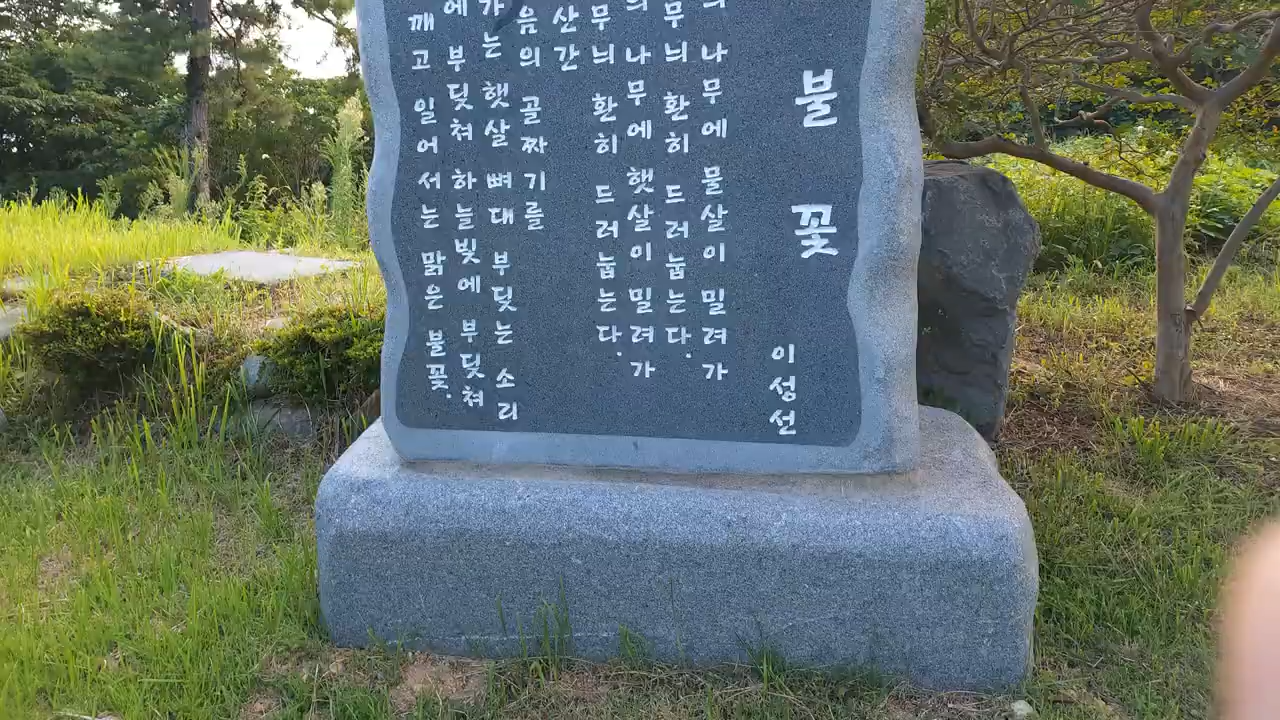 불꽃
이성선
의 나무에 물살이 밀려가
무늬 환히 드러눕는다.
의 나무에 햇살이 밀려가
무늬 환히 드러눕는다.
산간
음의 골짜기를
가는 햇살 뼈대 부딪는 소리
에 부딪쳐 하늘빛에 부딪쳐
깨고 일어서는 맑은 불꽃.